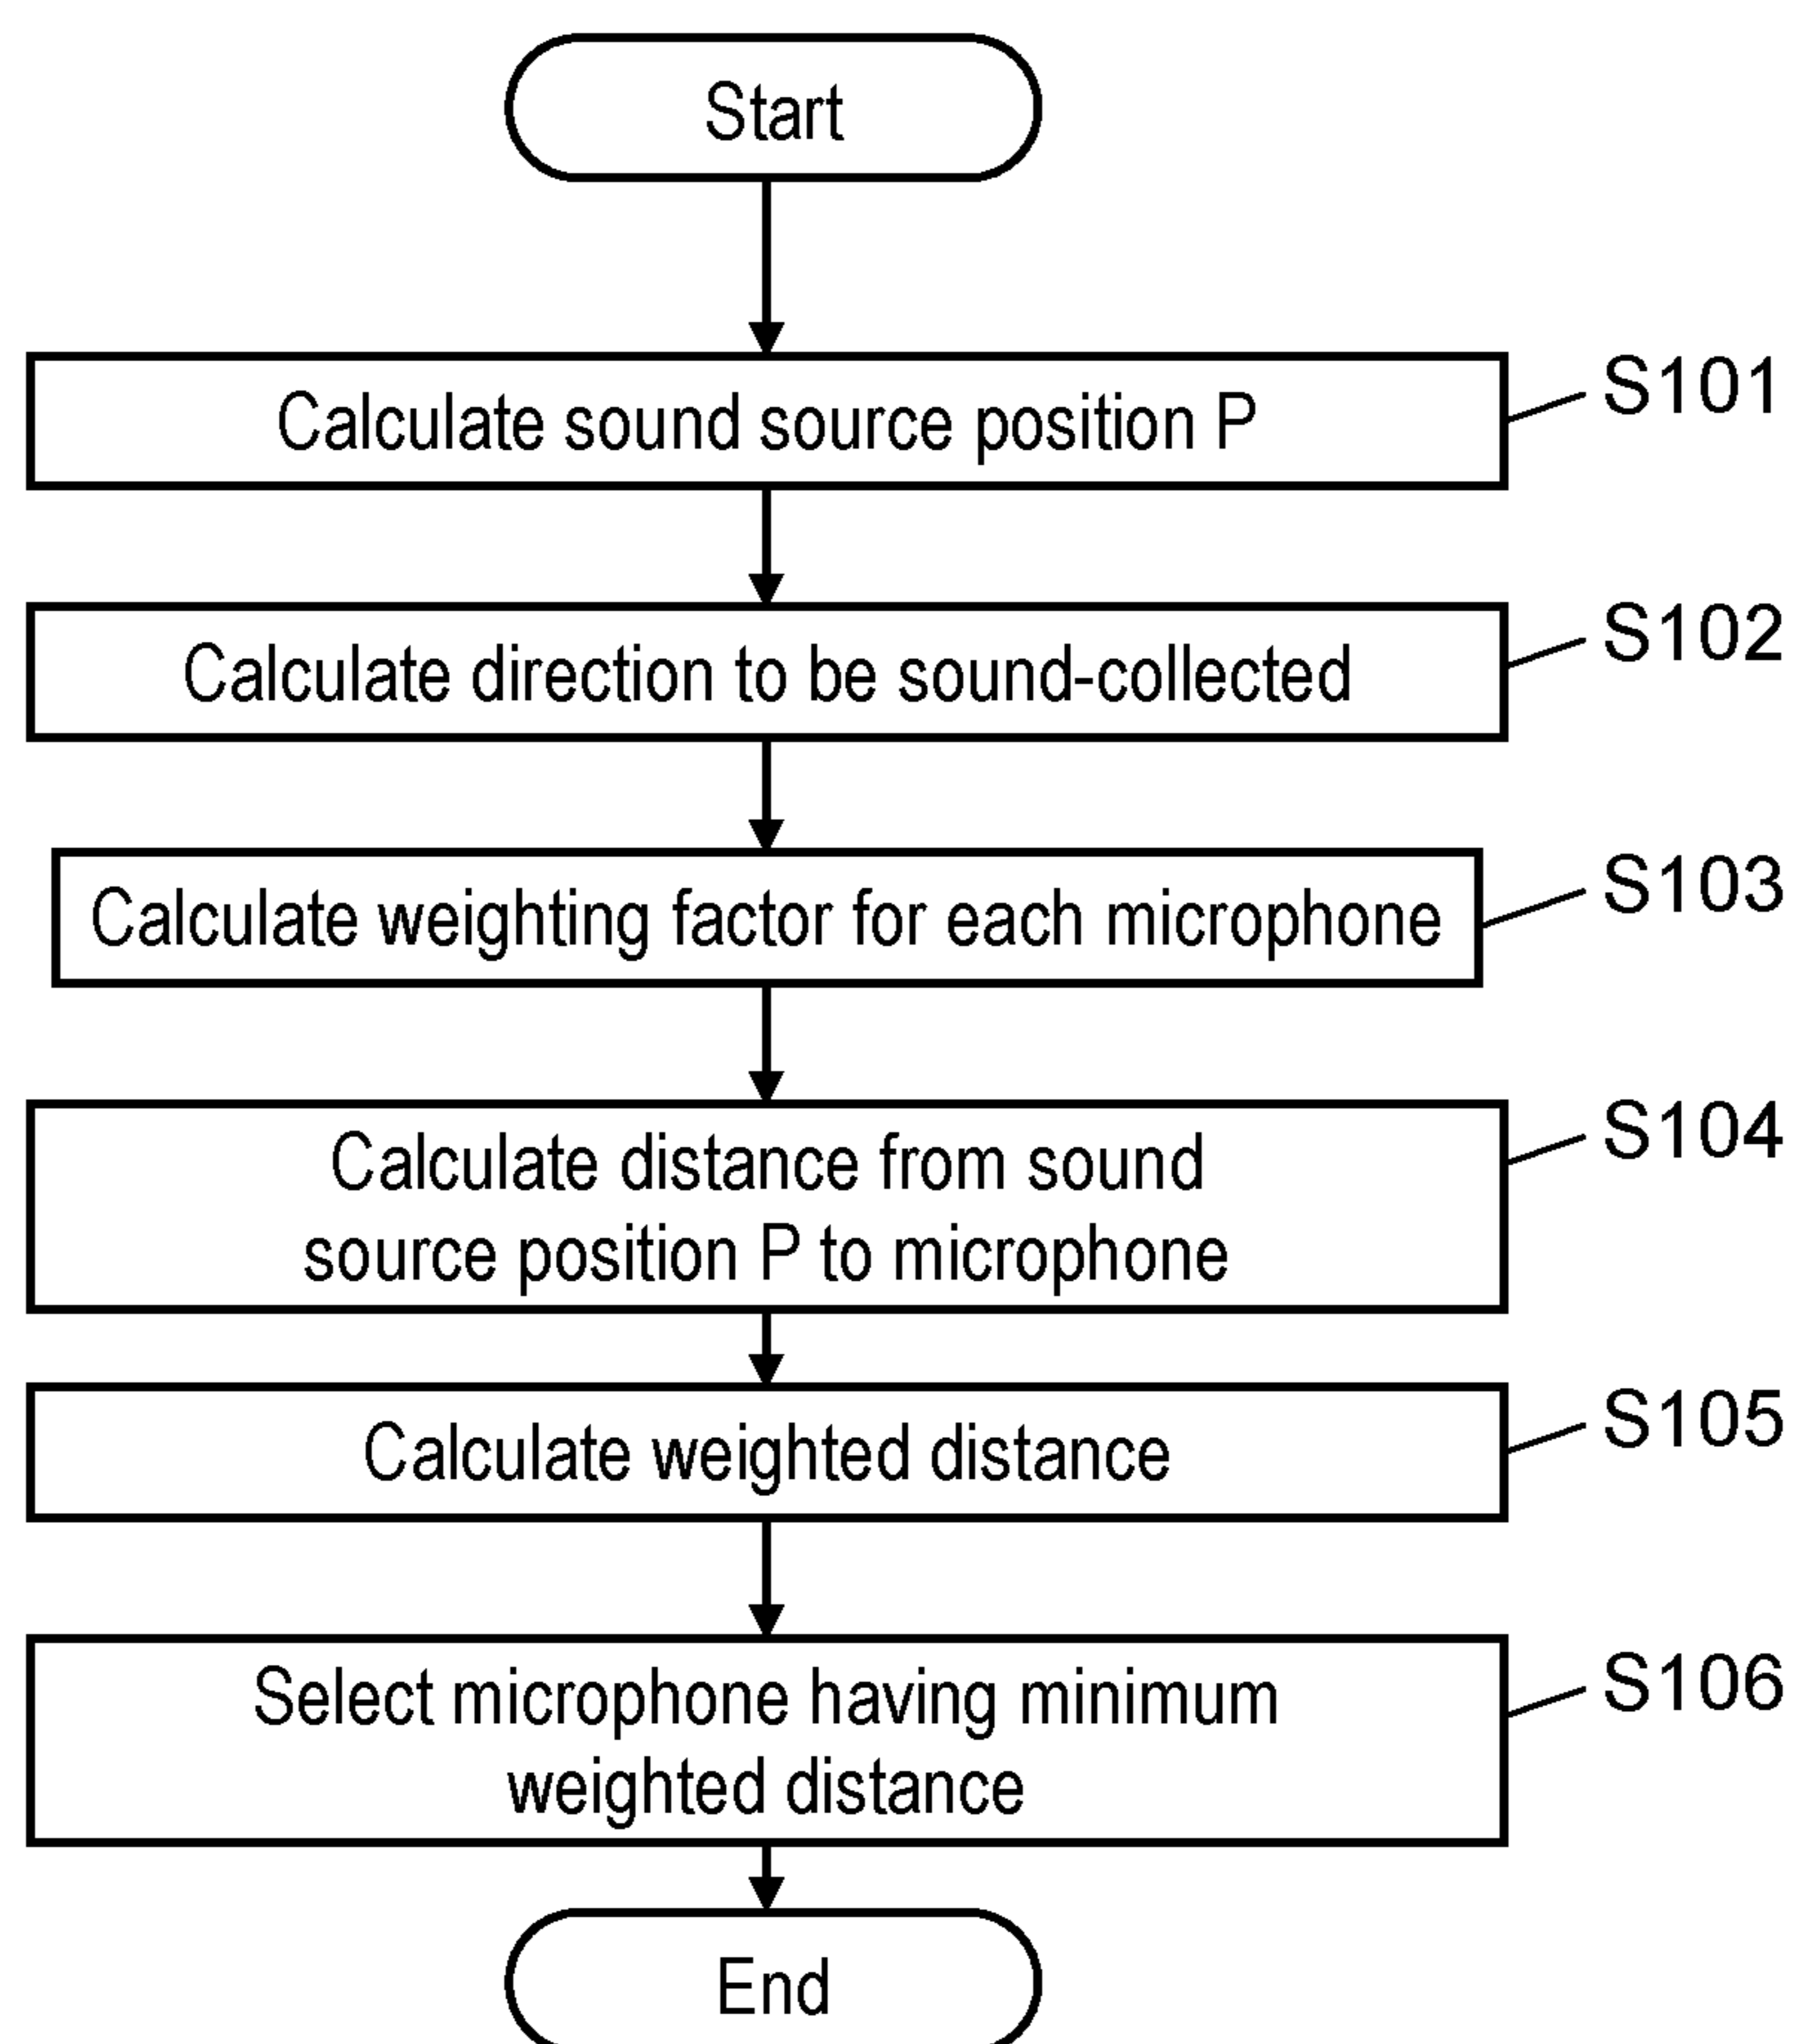 Start
Calculate sound source position P
S101
Calculate direction to be sound-collected
S102
Calculate weighting factor for each microphone
S103
Calculate distance from sound
source position P to microphone
S104
Calculate weighted distance
S105
Select microphone having minimum
weighted distance
S106
End